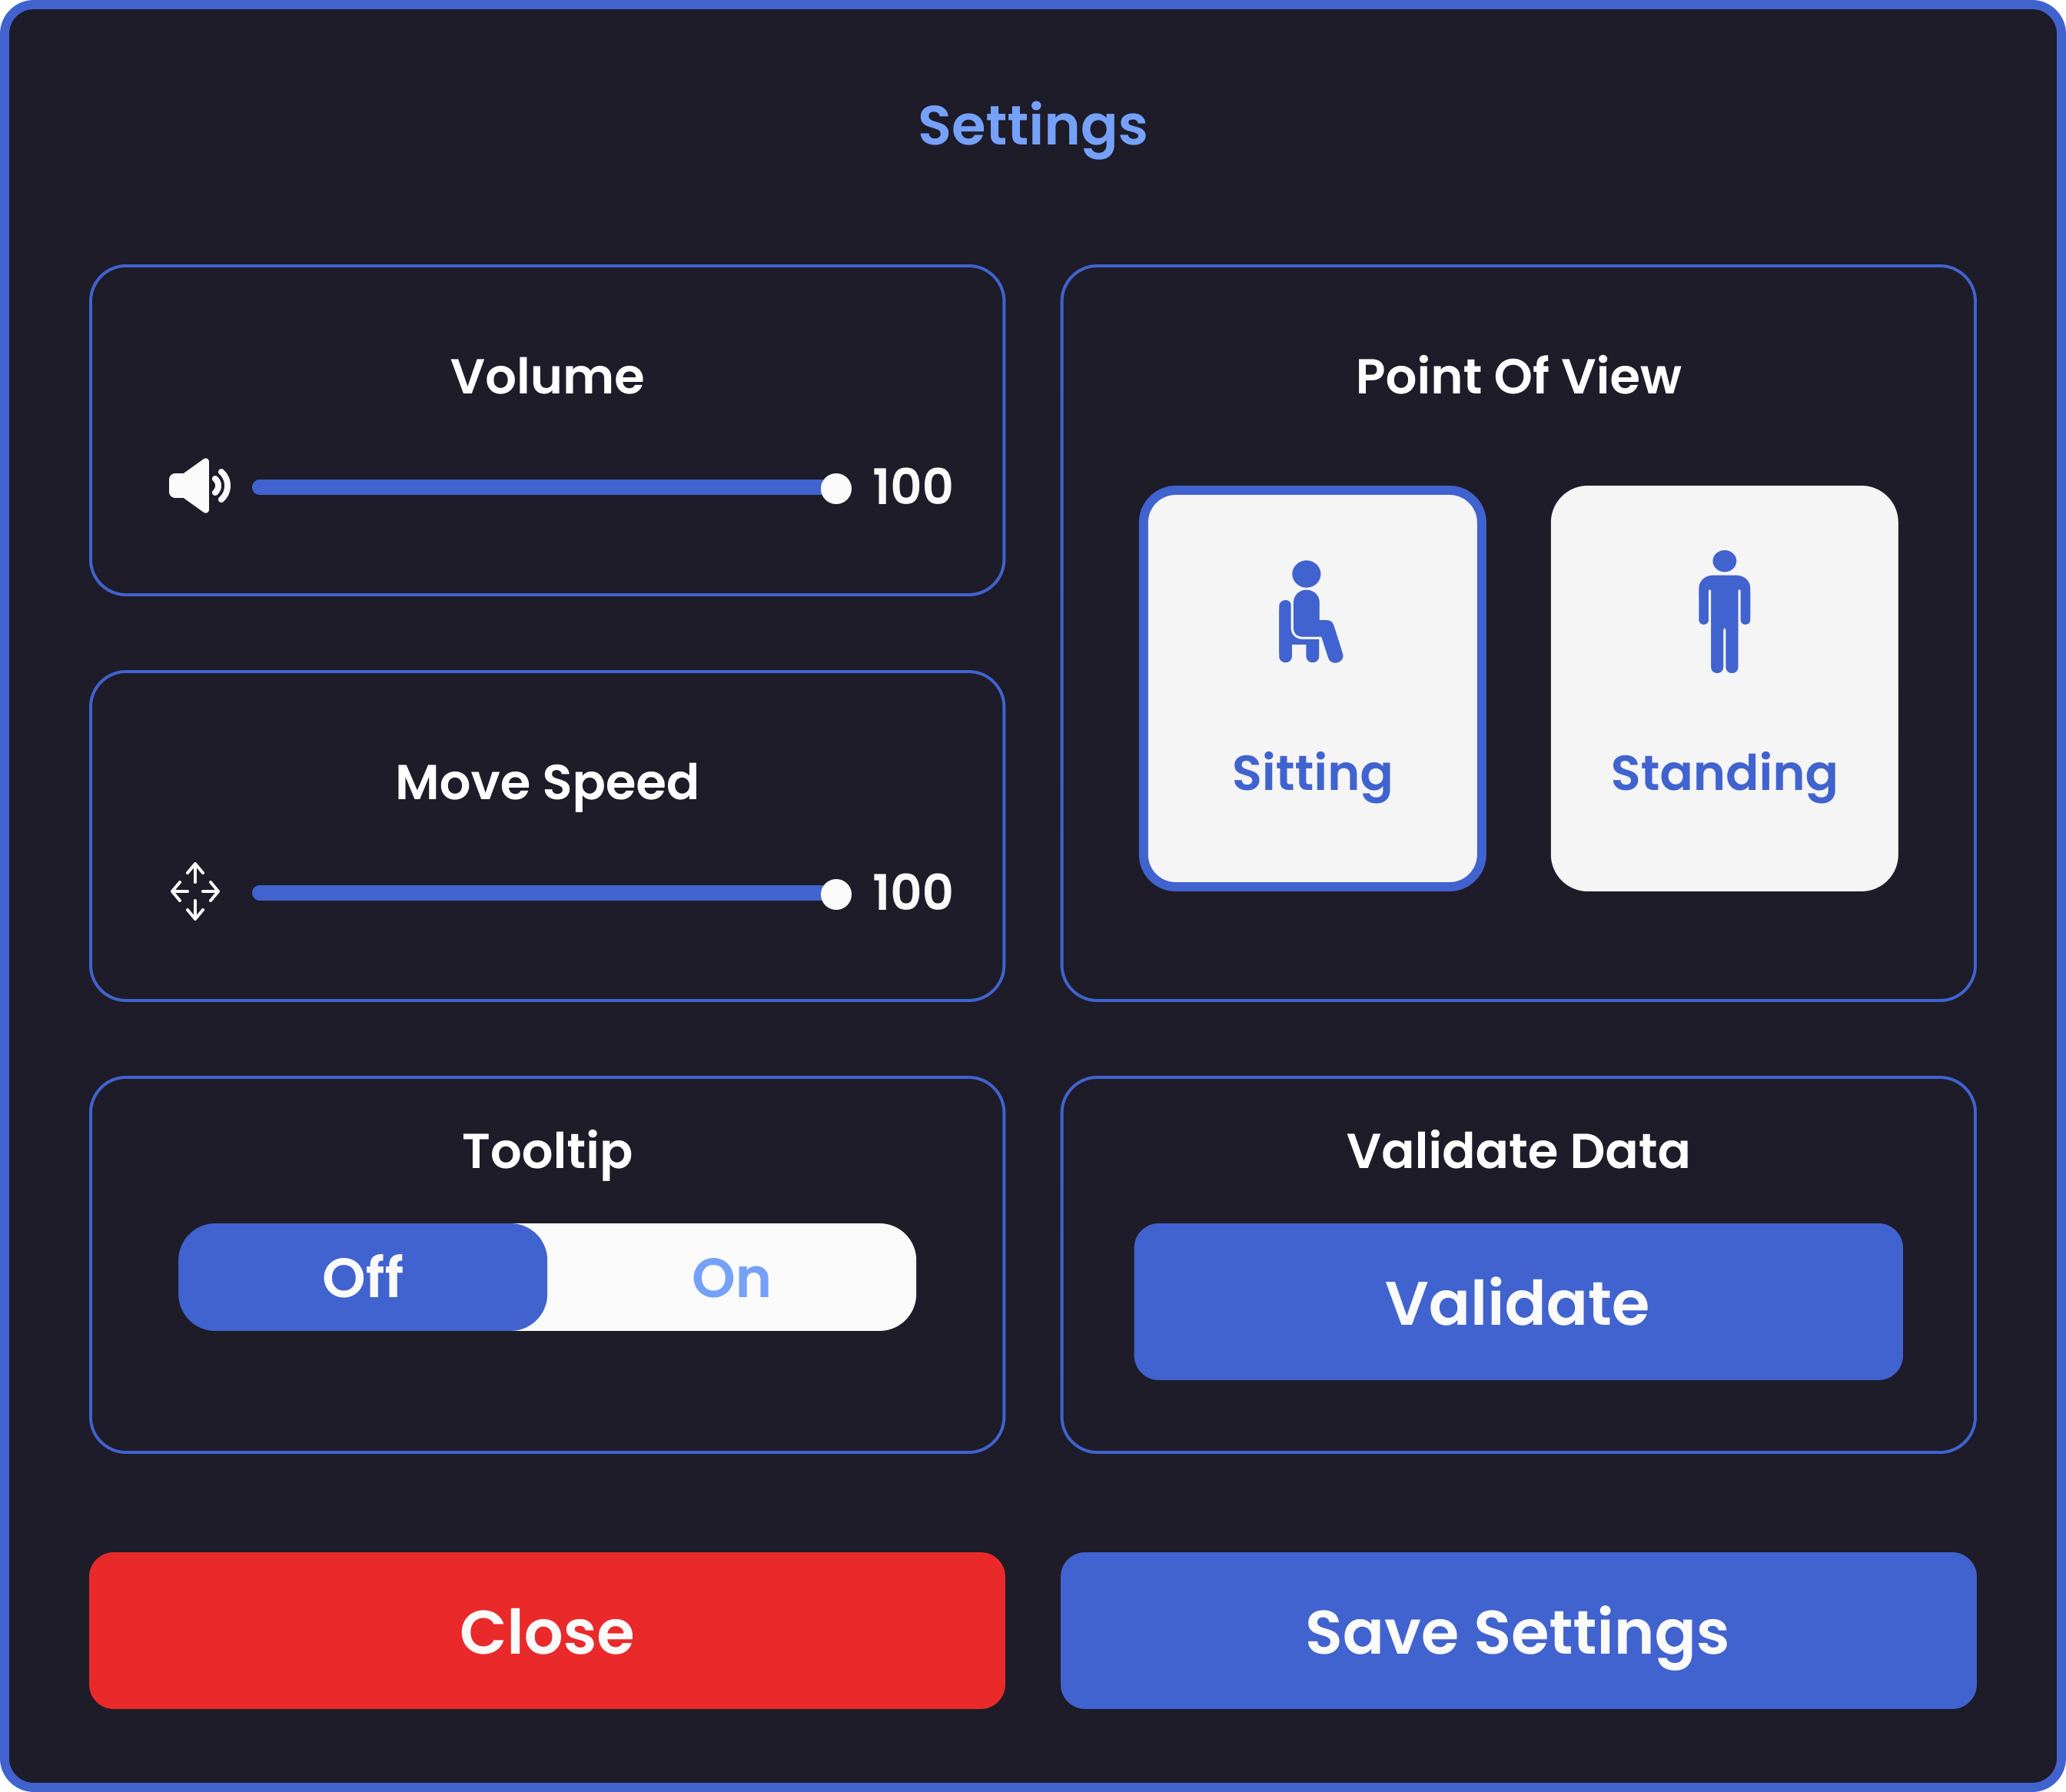 Settings
Volume
100
Point Of View
Sitting
Standing
Move Speed
100
Tooltip
Off
On
Validate Data
Validate
Close
Save Settings